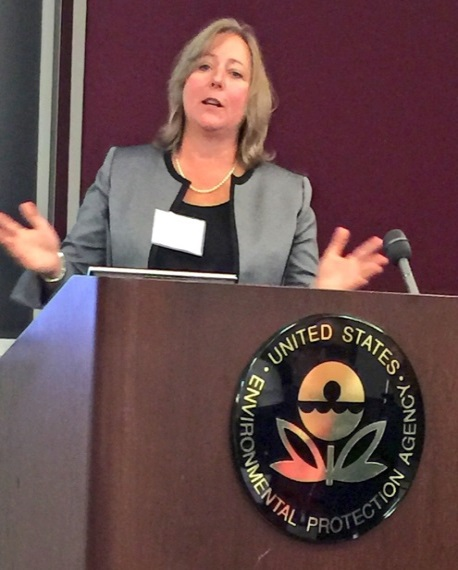 UNITED STATES
ENVIRONMENTAL PROTECTION AGENCY